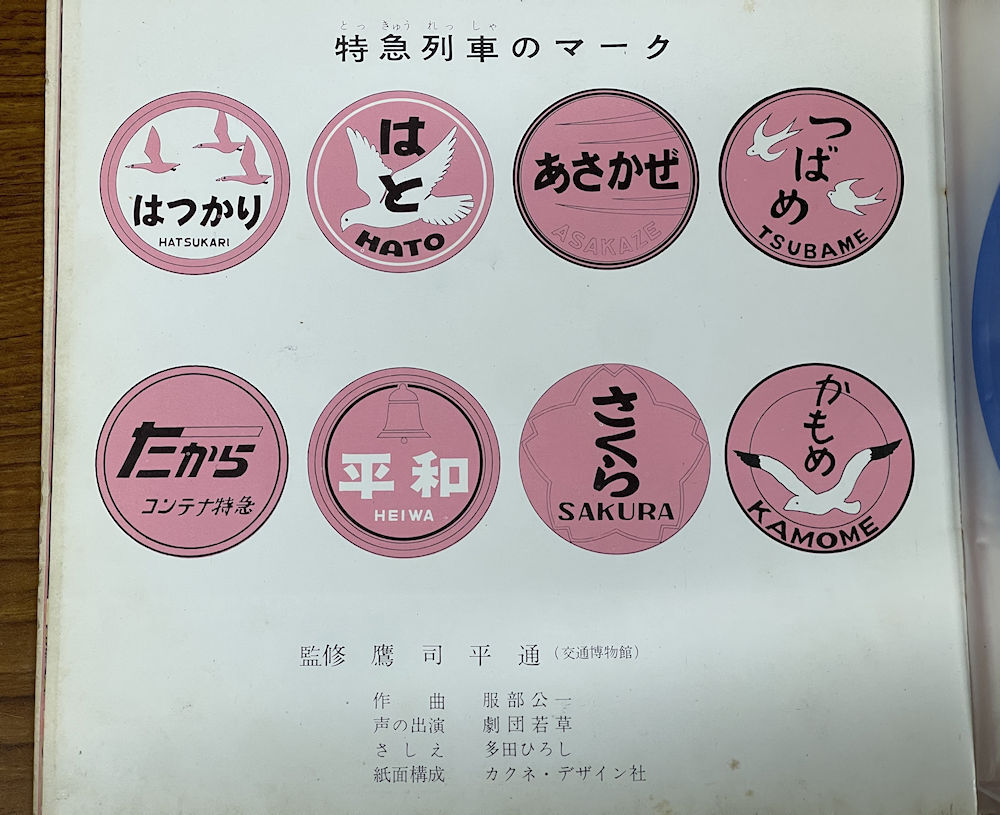 とっ きゅう れっ しゃ
特急列車のマーク
はつかり
HATSUKARI
はと
HATO
あさかぜ
ASAKAZE
つばめ
TSUBAME
たから
コンテナ特急
平和
HEIWA
さくら
SAKURA
かもめ
KAMOME
監修 鷹司平通(交通博物館)
作曲 服部公一
声の出演 劇団若草
さしえ 多田ひろし
紙面構成 カクネ・デザイン社